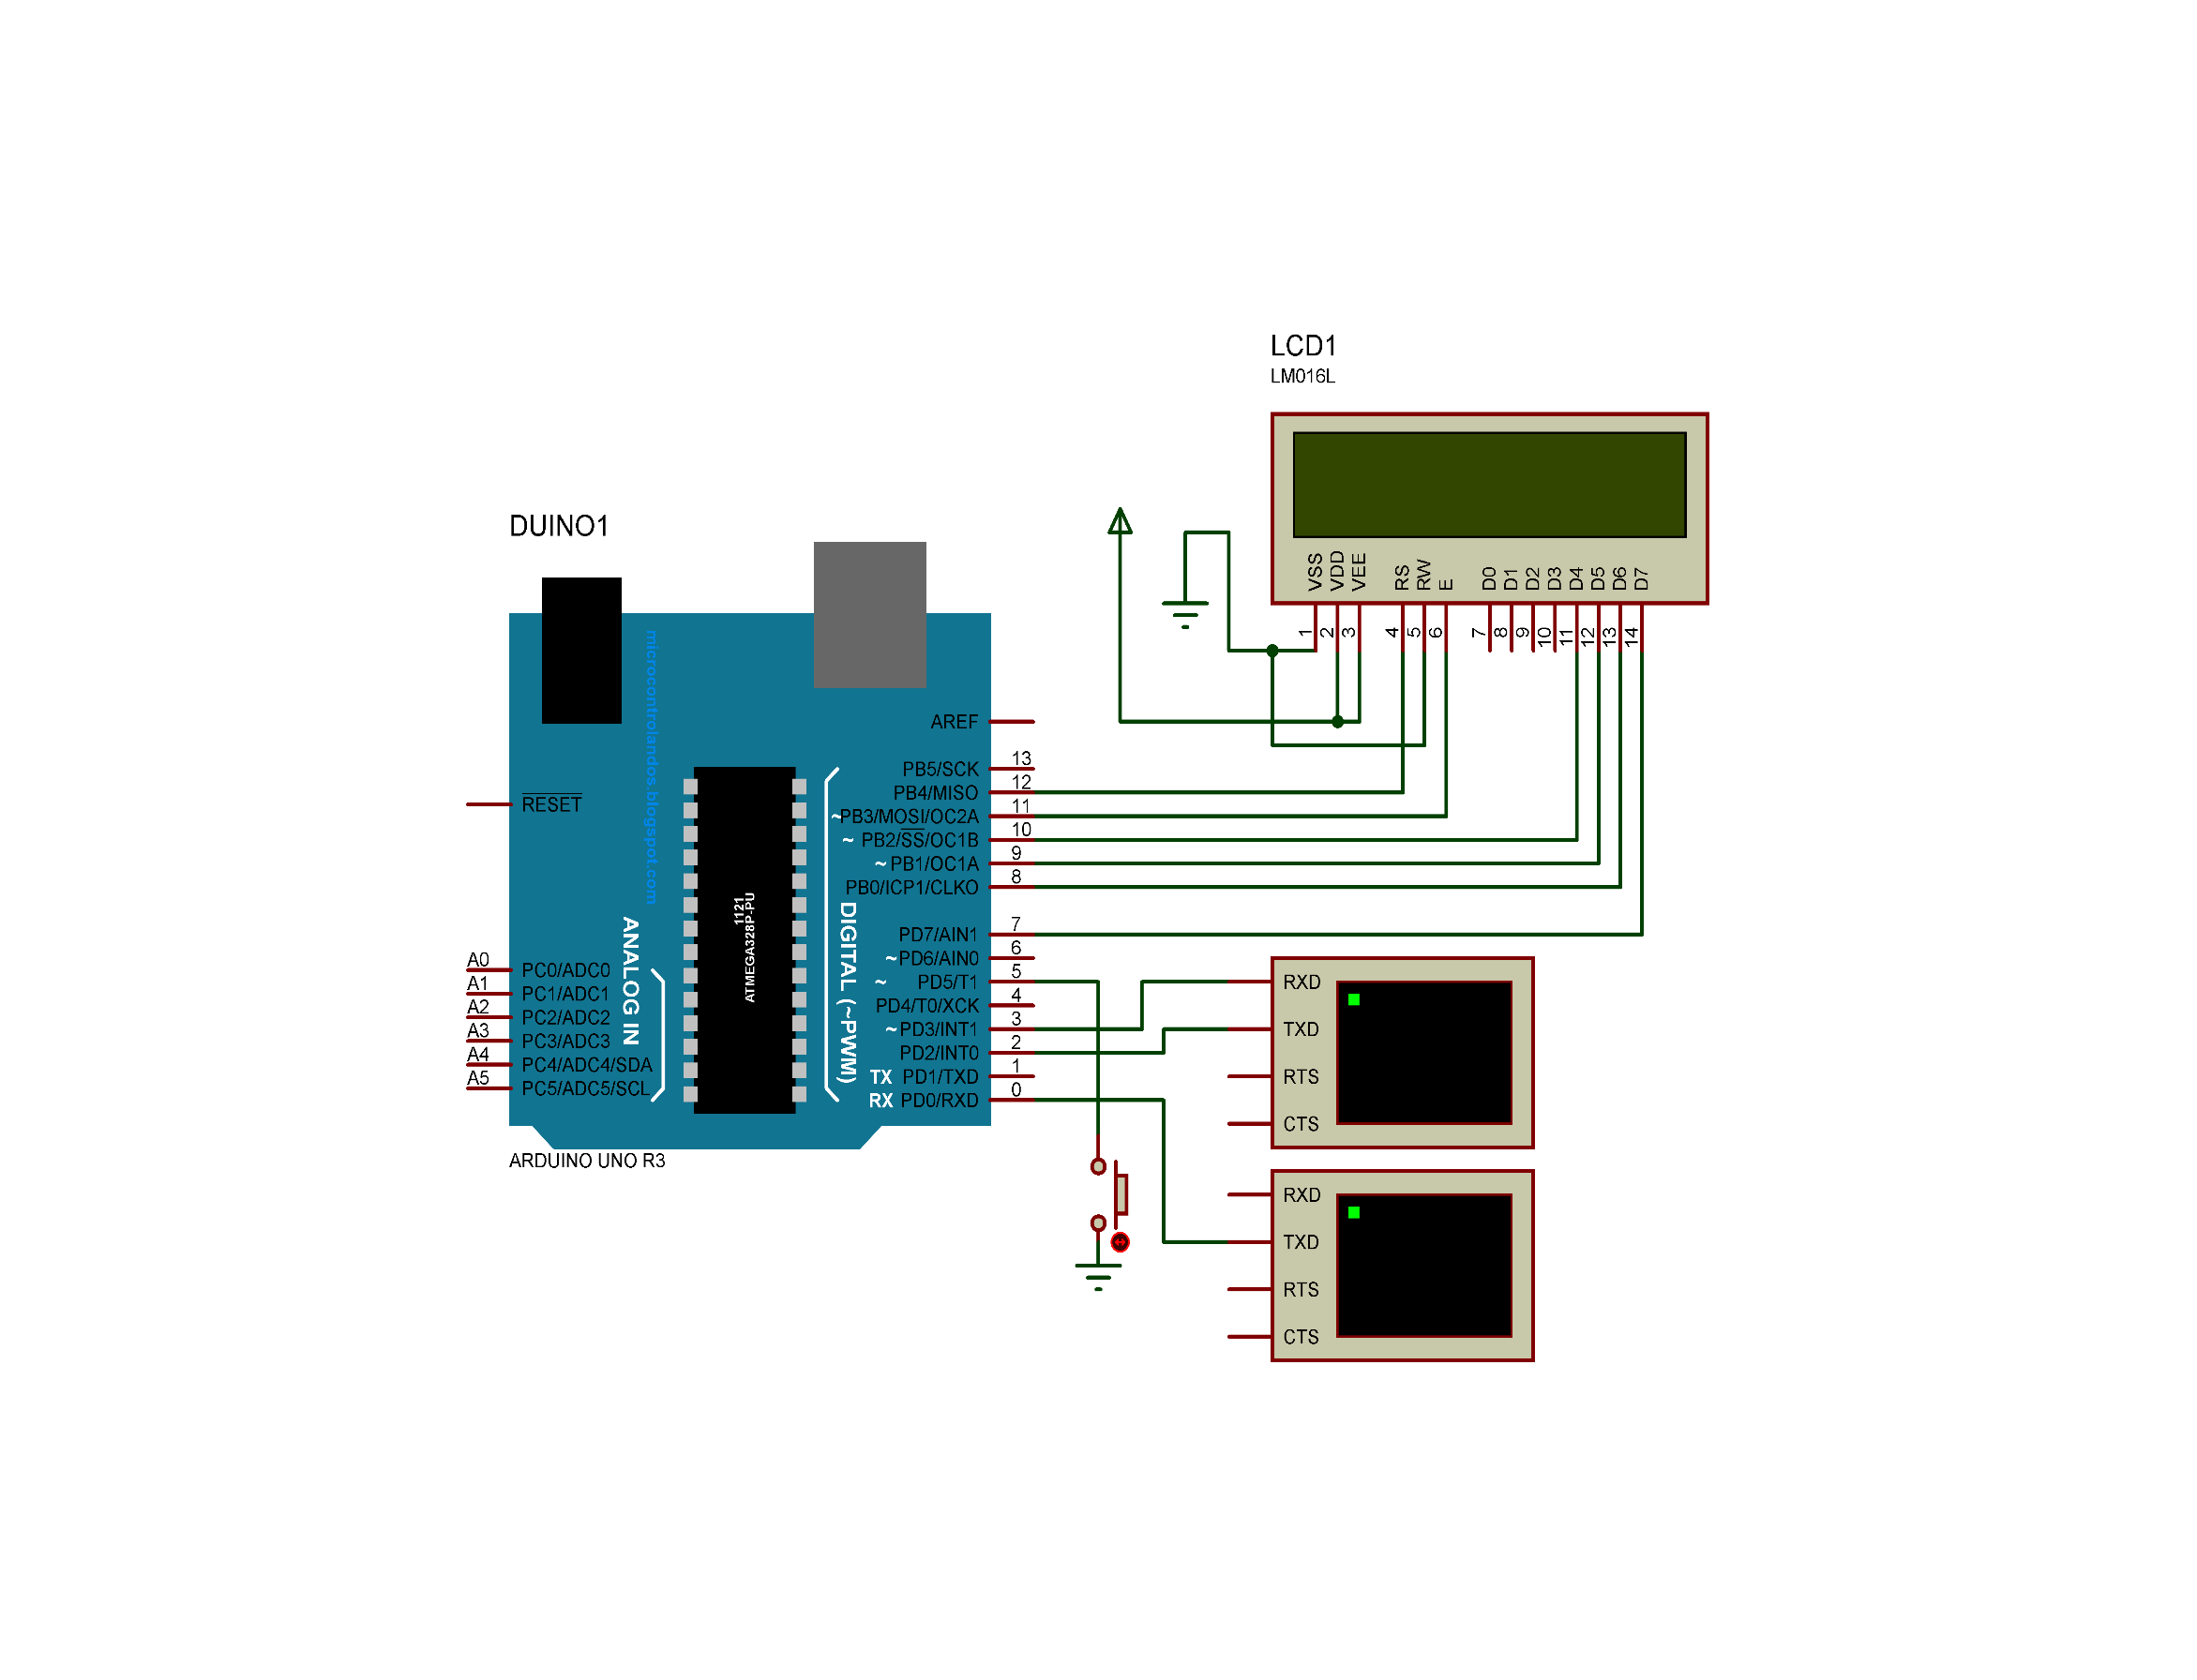 LCD1
LM016L
VSS
VDD
VEE
RS
RW
E
D0
D1
D2
D3
D4
D5
D6
D7
1
2
3
4
5
6
7
8
9
10
11
12
13
14
DUINO1
microcontrolandos.blogspot.com
AREF
RESET
PB5/SCK 13
PB4/MISO 12
~PB3/MOSI/OC2A 11
~ PB2/SS/OC1B 10
~ PB1/OC1A 9
PB0/ICP1/CLKO 8
PD7/AIN1 7
~PD6/AIN0 6
~ PD5/T1 5
PD4/T0/XCK 4
~PD3/INT1 3
PD2/INT0 2
TX PD1/TXD 1
RX PD0/RXD 0
1121
ATMEGA328P-PU
DIGITAL (~PWM)
ANALOG IN
A0 PC0/ADC0
A1 PC1/ADC1
A2 PC2/ADC2
A3 PC3/ADC3
A4 PC4/ADC4/SDA
A5 PC5/ADC5/SCL
ARDUINO UNO R3
RXD
TXD
RTS
CTS
RXD
TXD
RTS
CTS